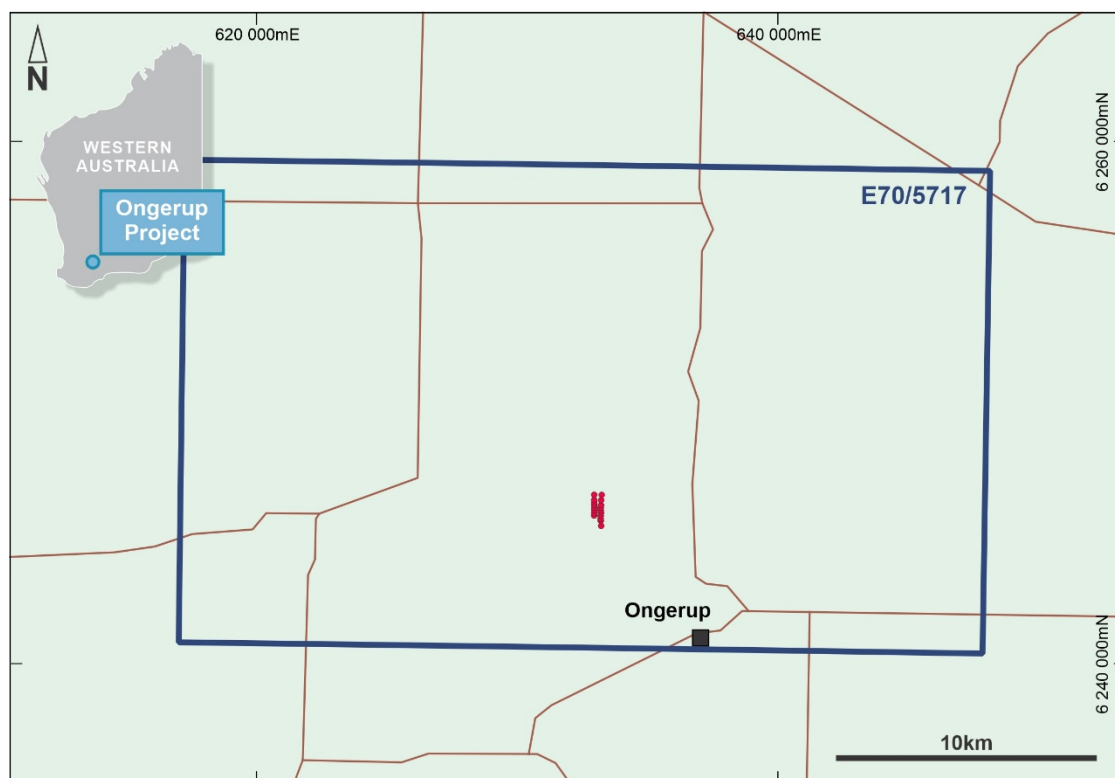 620 000mE
640 000mE
N
WESTERN
AUSTRALIA
6 260 000mN
E70/5717
Ongerup
Project
Ongerup
6 240 000mN
10km